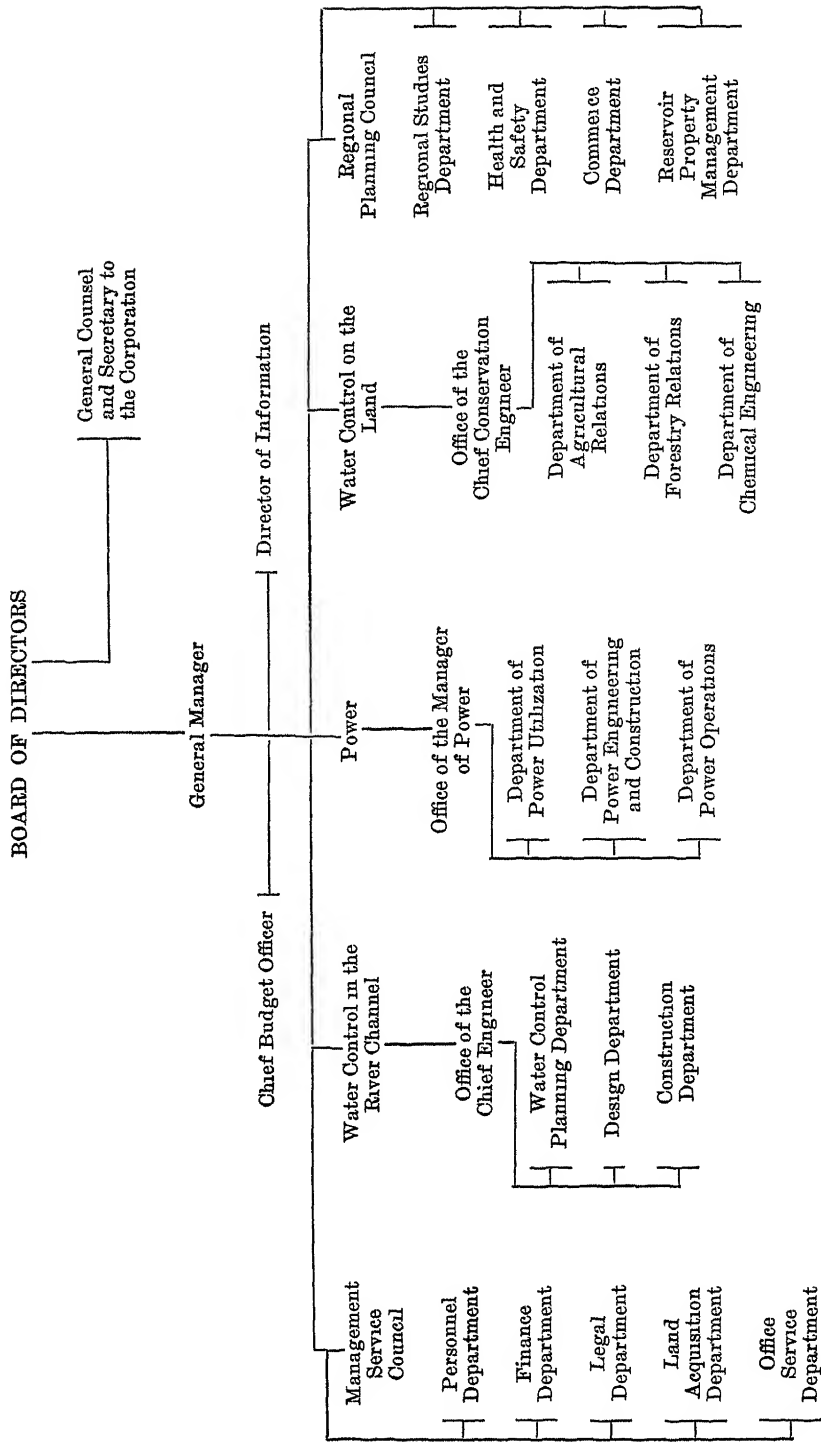 BOARD OF DIRECTORS
General Counsel
and Secretary to
the Corporation
General Manager
Chief Budget Officer
Director of Information
Management
Service
Council
Personnel
Department
Finance
Department
Legal
Department
Land
Acquisition
Department
Office
Service
Department
Water Control in the
River Channel
Office of the
Chief Engineer
Water Control
Planning Department
Design Department
Construction
Department
Power
Office of the Manager
of Power
Department of
Power Utilization
Department of
Power Engineering
and Construction
Department of
Power Operations
Water Control on the
Land
Office of the
Chief Conservation
Engineer
Department of
Agricultural
Relations
Department of
Forestry Relations
Department of
Chemical Engineering
Regional
Planning Council
Regional Studies
Department
Health and
Safety
Department
Commerce
Department
Reservoir
Property
Management
Department